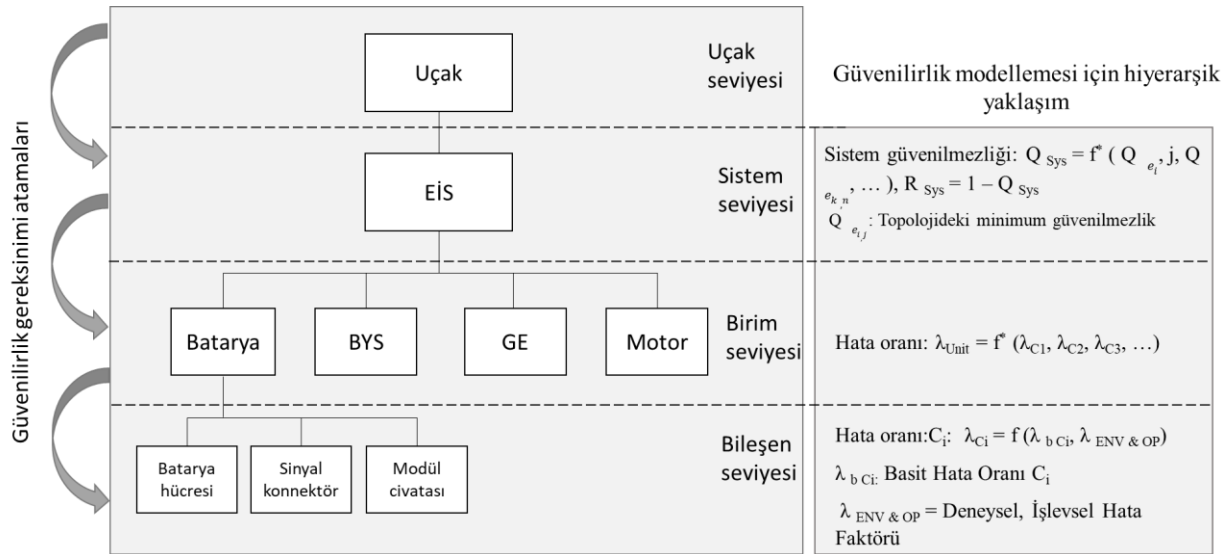 Güvenilirlik gereksinimi atamaları
Uçak
Uçak
seviyesi
EİS
Sistem
seviyesi
Batarya
BYS
GE
Motor
Birim
seviyesi
Batarya
hücresi
Sinyal
konnektör
Modül
civatası
Bileşen
seviyesi
Güvenilirlik modellemesi için hiyerarşik
yaklaşım
Sistem güvenilmezliği: Q Sys = f* ( Q e_i, j, Q
e_k,n, … ), R Sys = 1 – Q Sys
Q e_i,j: Topolojideki minimum güvenilmezlik
Hata oranı: λUnit = f* (λC1, λC2, λC3, …)
Hata oranı:Ci: λCi = f (λ b Ci, λ ENV & OP)
λ b Ci: Basit Hata Oranı Ci
λ ENV & OP = Deneysel, İşlevsel Hata
Faktörü